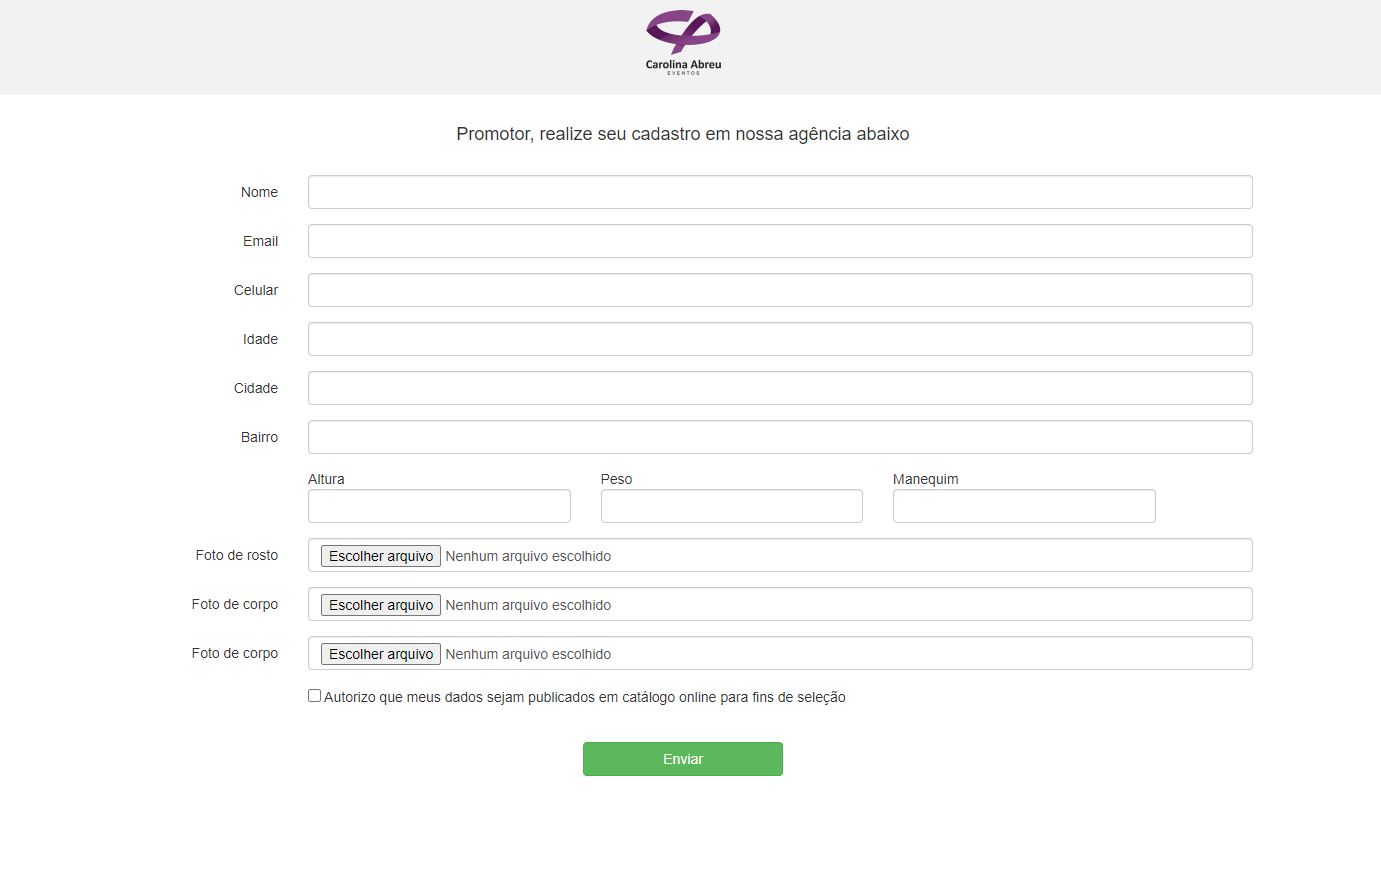 Carolina Abreu
EVENTOS
Promotor, realize seu cadastro em nossa agência abaixo
Nome
Email
Celular
Idade
Cidade
Bairro
Altura Peso Manequim
Foto de rosto Escolher arquivo Nenhum arquivo escolhido
Foto de corpo Escolher arquivo Nenhum arquivo escolhido
Foto de corpo Escolher arquivo Nenhum arquivo escolhido
Autorizo que meus dados sejam publicados em catálogo online para fins de seleção
Enviar